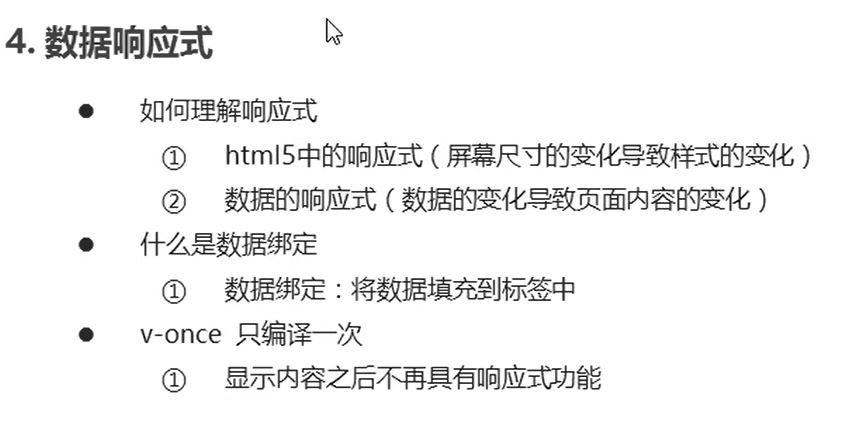 4. 数据响应式
● 如何理解响应式
① html5中的响应式（屏幕尺寸的变化导致样式的变化）
② 数据的响应式（数据的变化导致页面内容的变化）
● 什么是数据绑定
① 数据绑定：将数据填充到标签中
● v-once 只编译一次
① 显示内容之后不再具有响应式功能